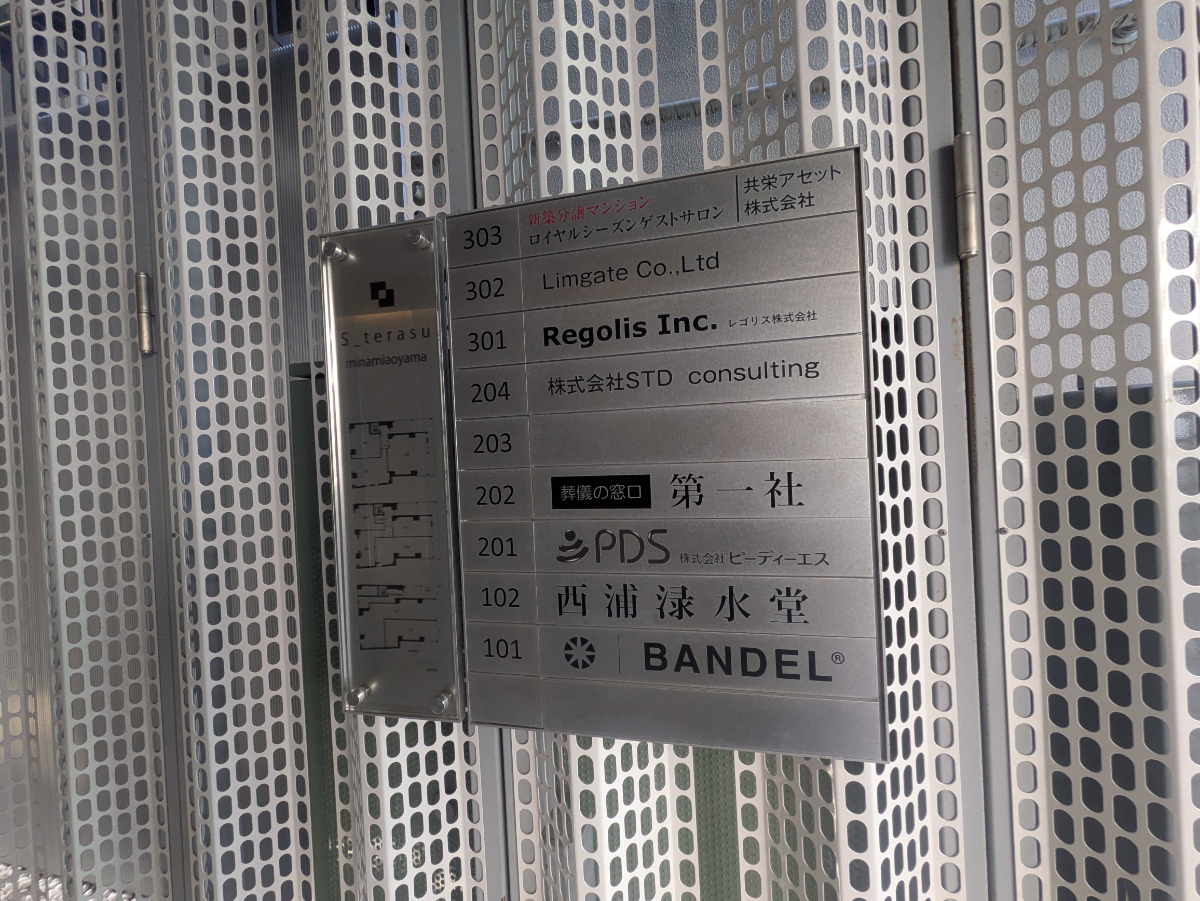 S_terasu
minamiaoyama
303 新築分譲マンション
ロイヤルシーズンゲストサロン
共栄アセット
株式会社
302 Limgate Co.,Ltd
301 Regolis Inc. レゴリス株式会社
204 株式会社STD consulting
203
202 葬儀の窓口 第一社
201 PDS 株式会社 ピーディーエス
102 西浦渌水堂
101 BANDEL®